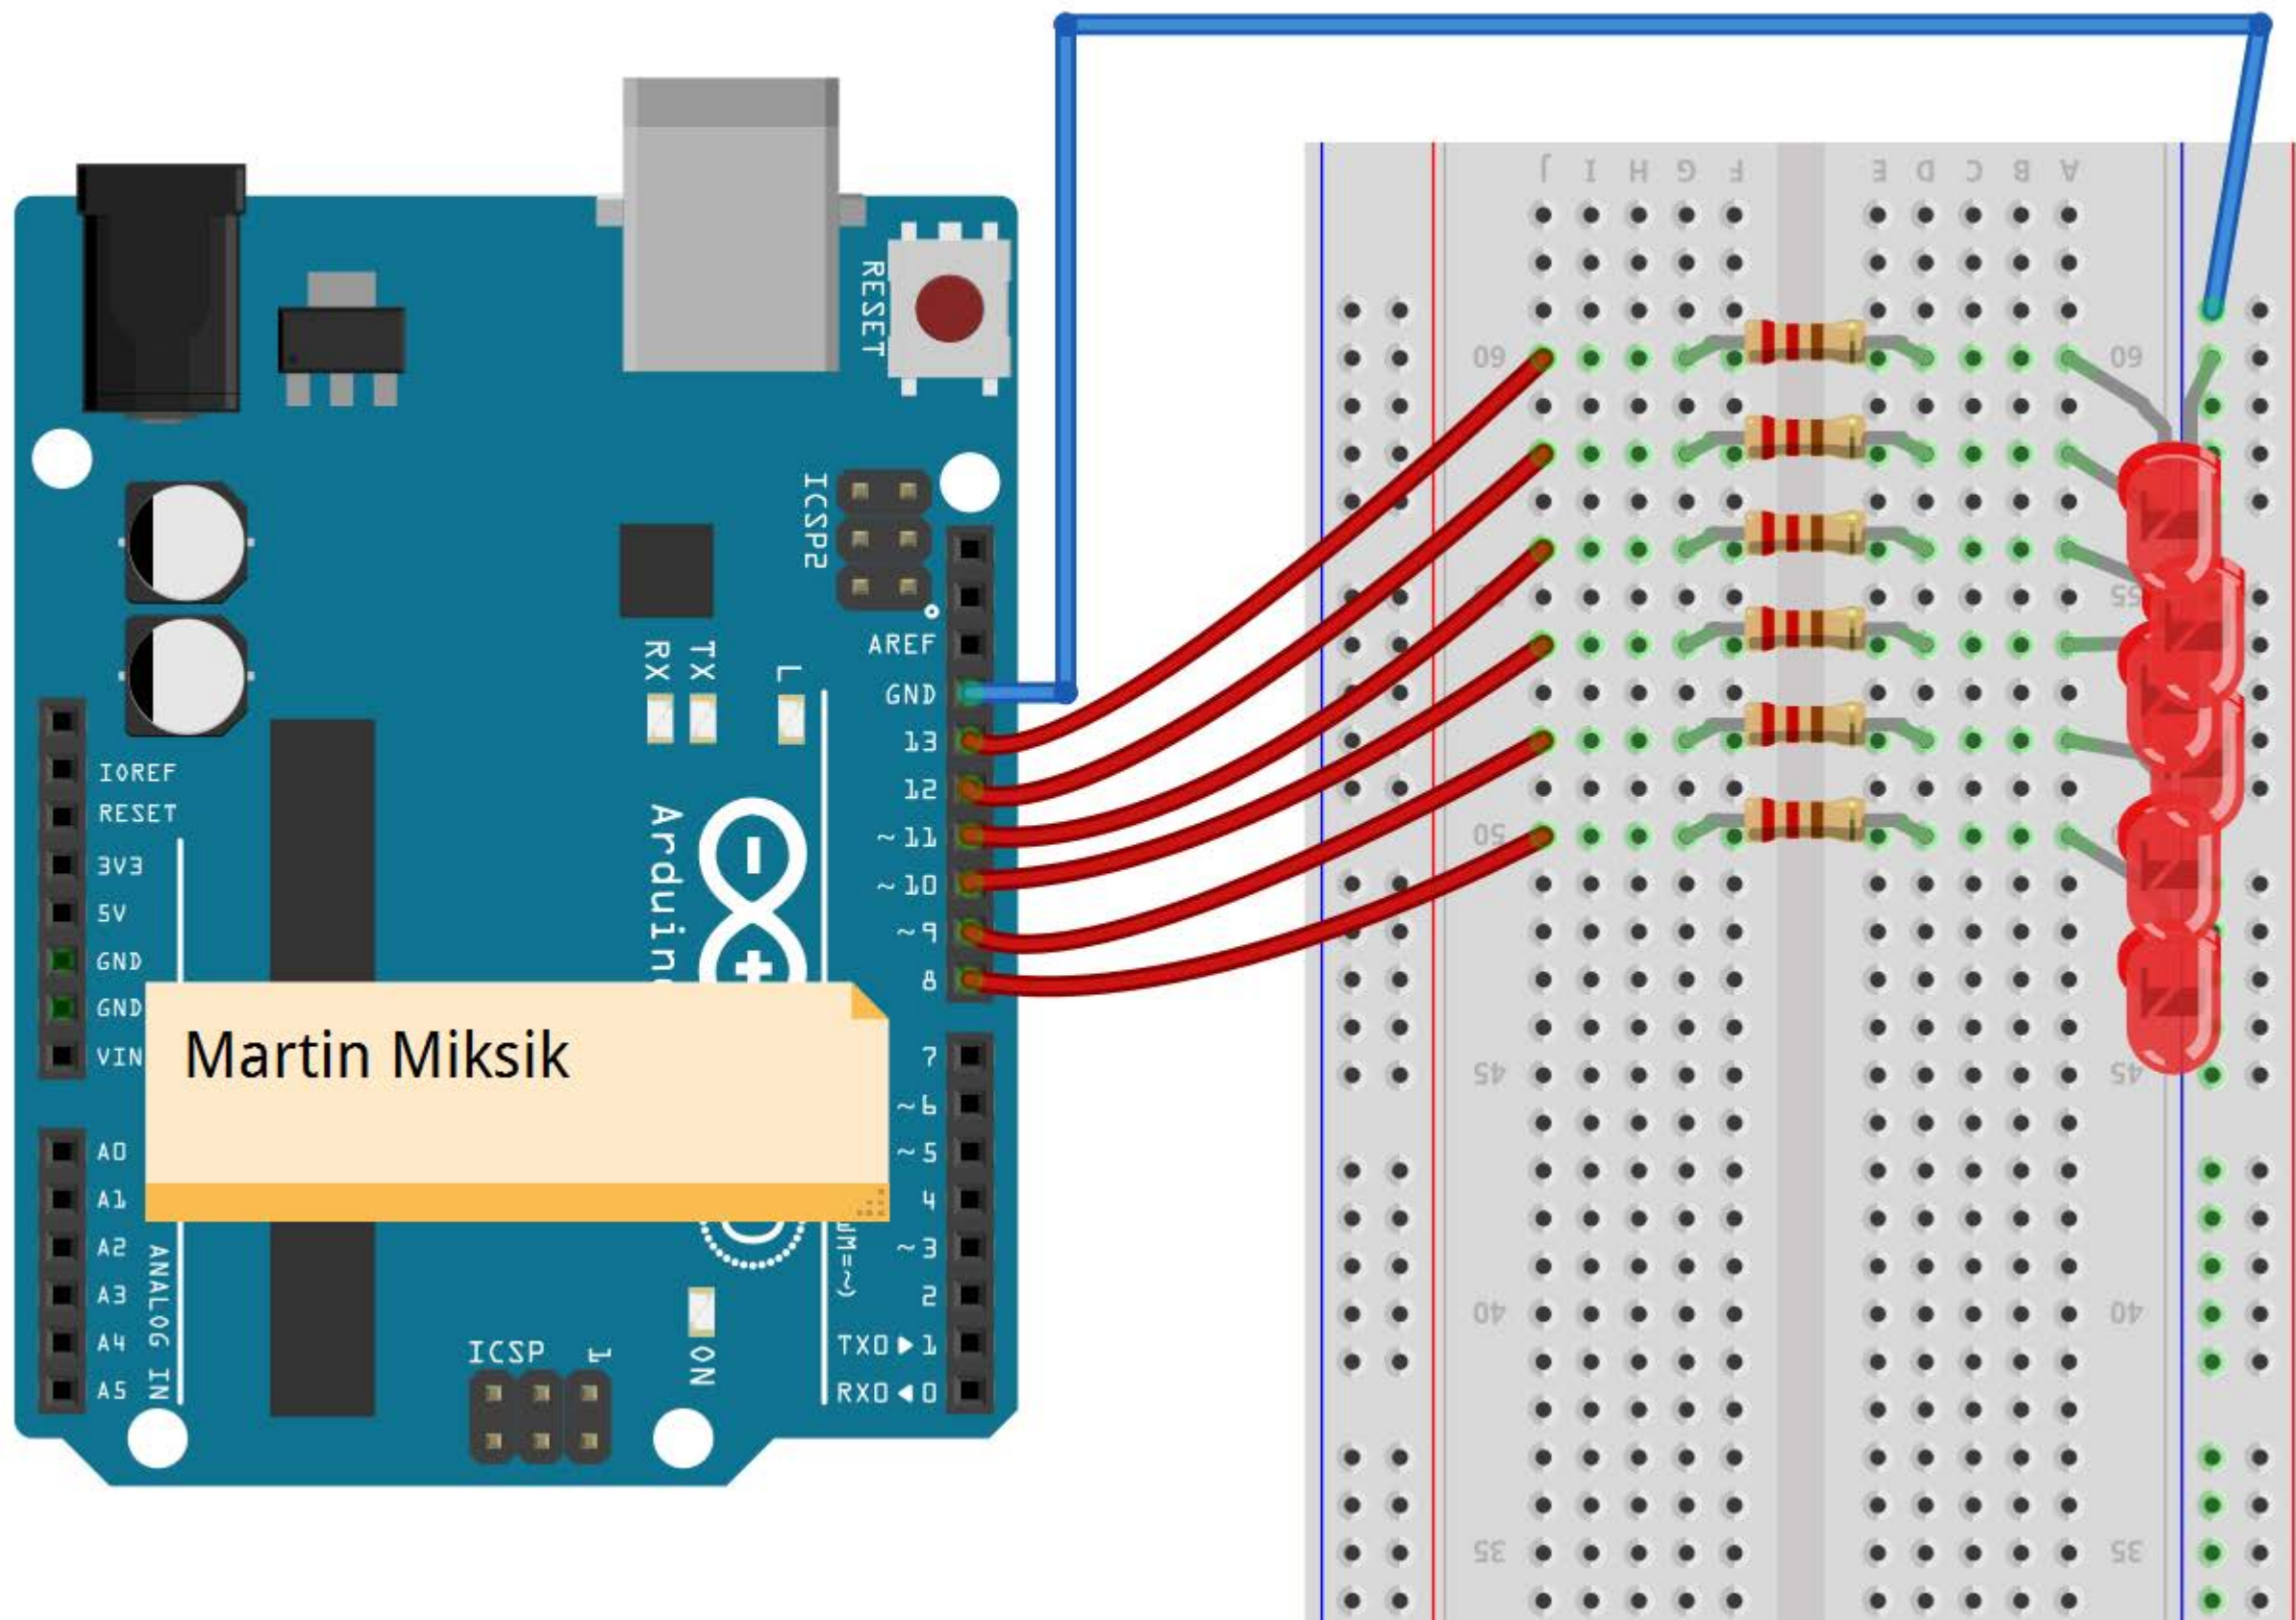 J I H G F E D C B A
60 60
55
50
45 45
40 40
35 35
RESET
ICSP2
AREF
GND
13
12
~11
~10
~9
8
7
~6
~5
4
~3
2
TX0▶1
RX0◀0
RX
TX
L
Arduino
IOREF
RESET
3V3
5V
GND
GND
VIN
A0
A1
A2
A3
A4
A5
ANALOG IN
Martin Miksik
ICSP
1
ON